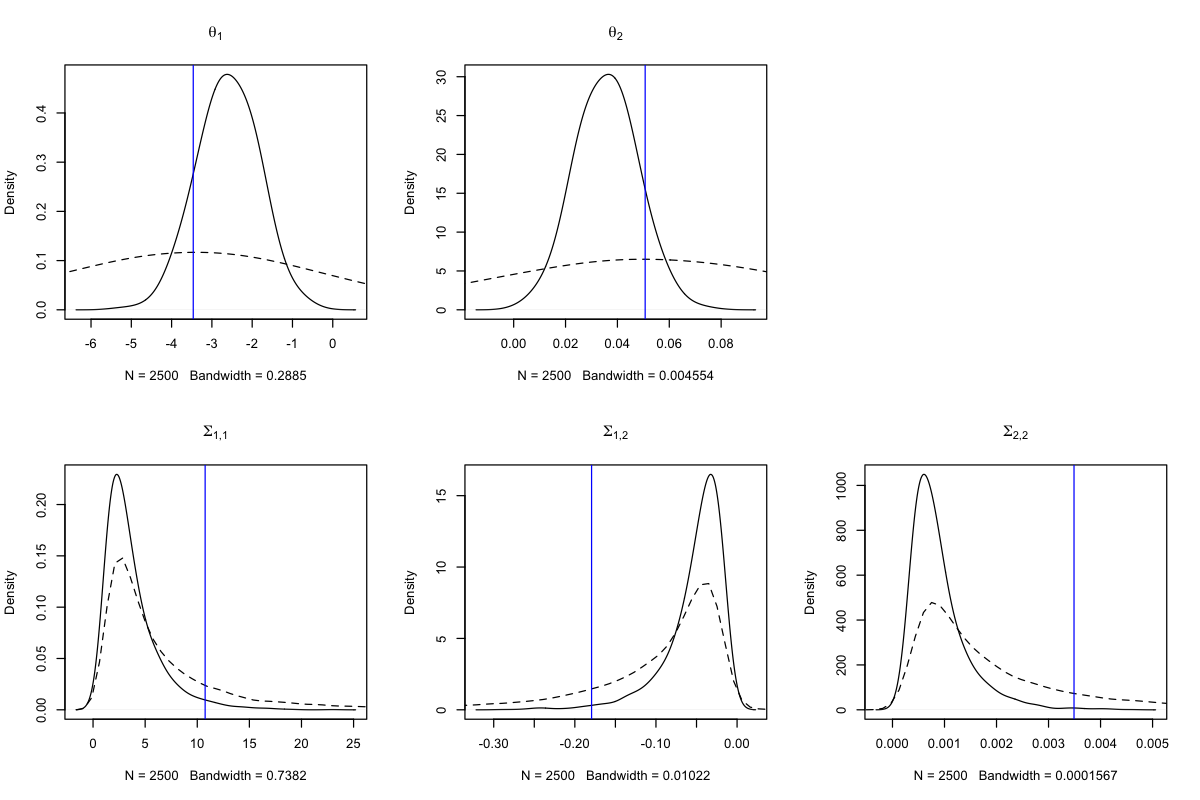 θ1 θ2
Density
0.0 0.1 0.2 0.3 0.4
-6 -5 -4 -3 -2 -1 0
N = 2500 Bandwidth = 0.2885
Density
0 5 10 15 20 25 30
0.00 0.02 0.04 0.06 0.08
N = 2500 Bandwidth = 0.004554
Σ1,1 Σ1,2 Σ2,2
Density
0.00 0.05 0.10 0.15 0.20
0 5 10 15 20 25
N = 2500 Bandwidth = 0.7382
Density
0 5 10 15
-0.30 -0.20 -0.10 0.00
N = 2500 Bandwidth = 0.01022
Density
0 200 400 600 800 1000
0.000 0.001 0.002 0.003 0.004 0.005
N = 2500 Bandwidth = 0.0001567